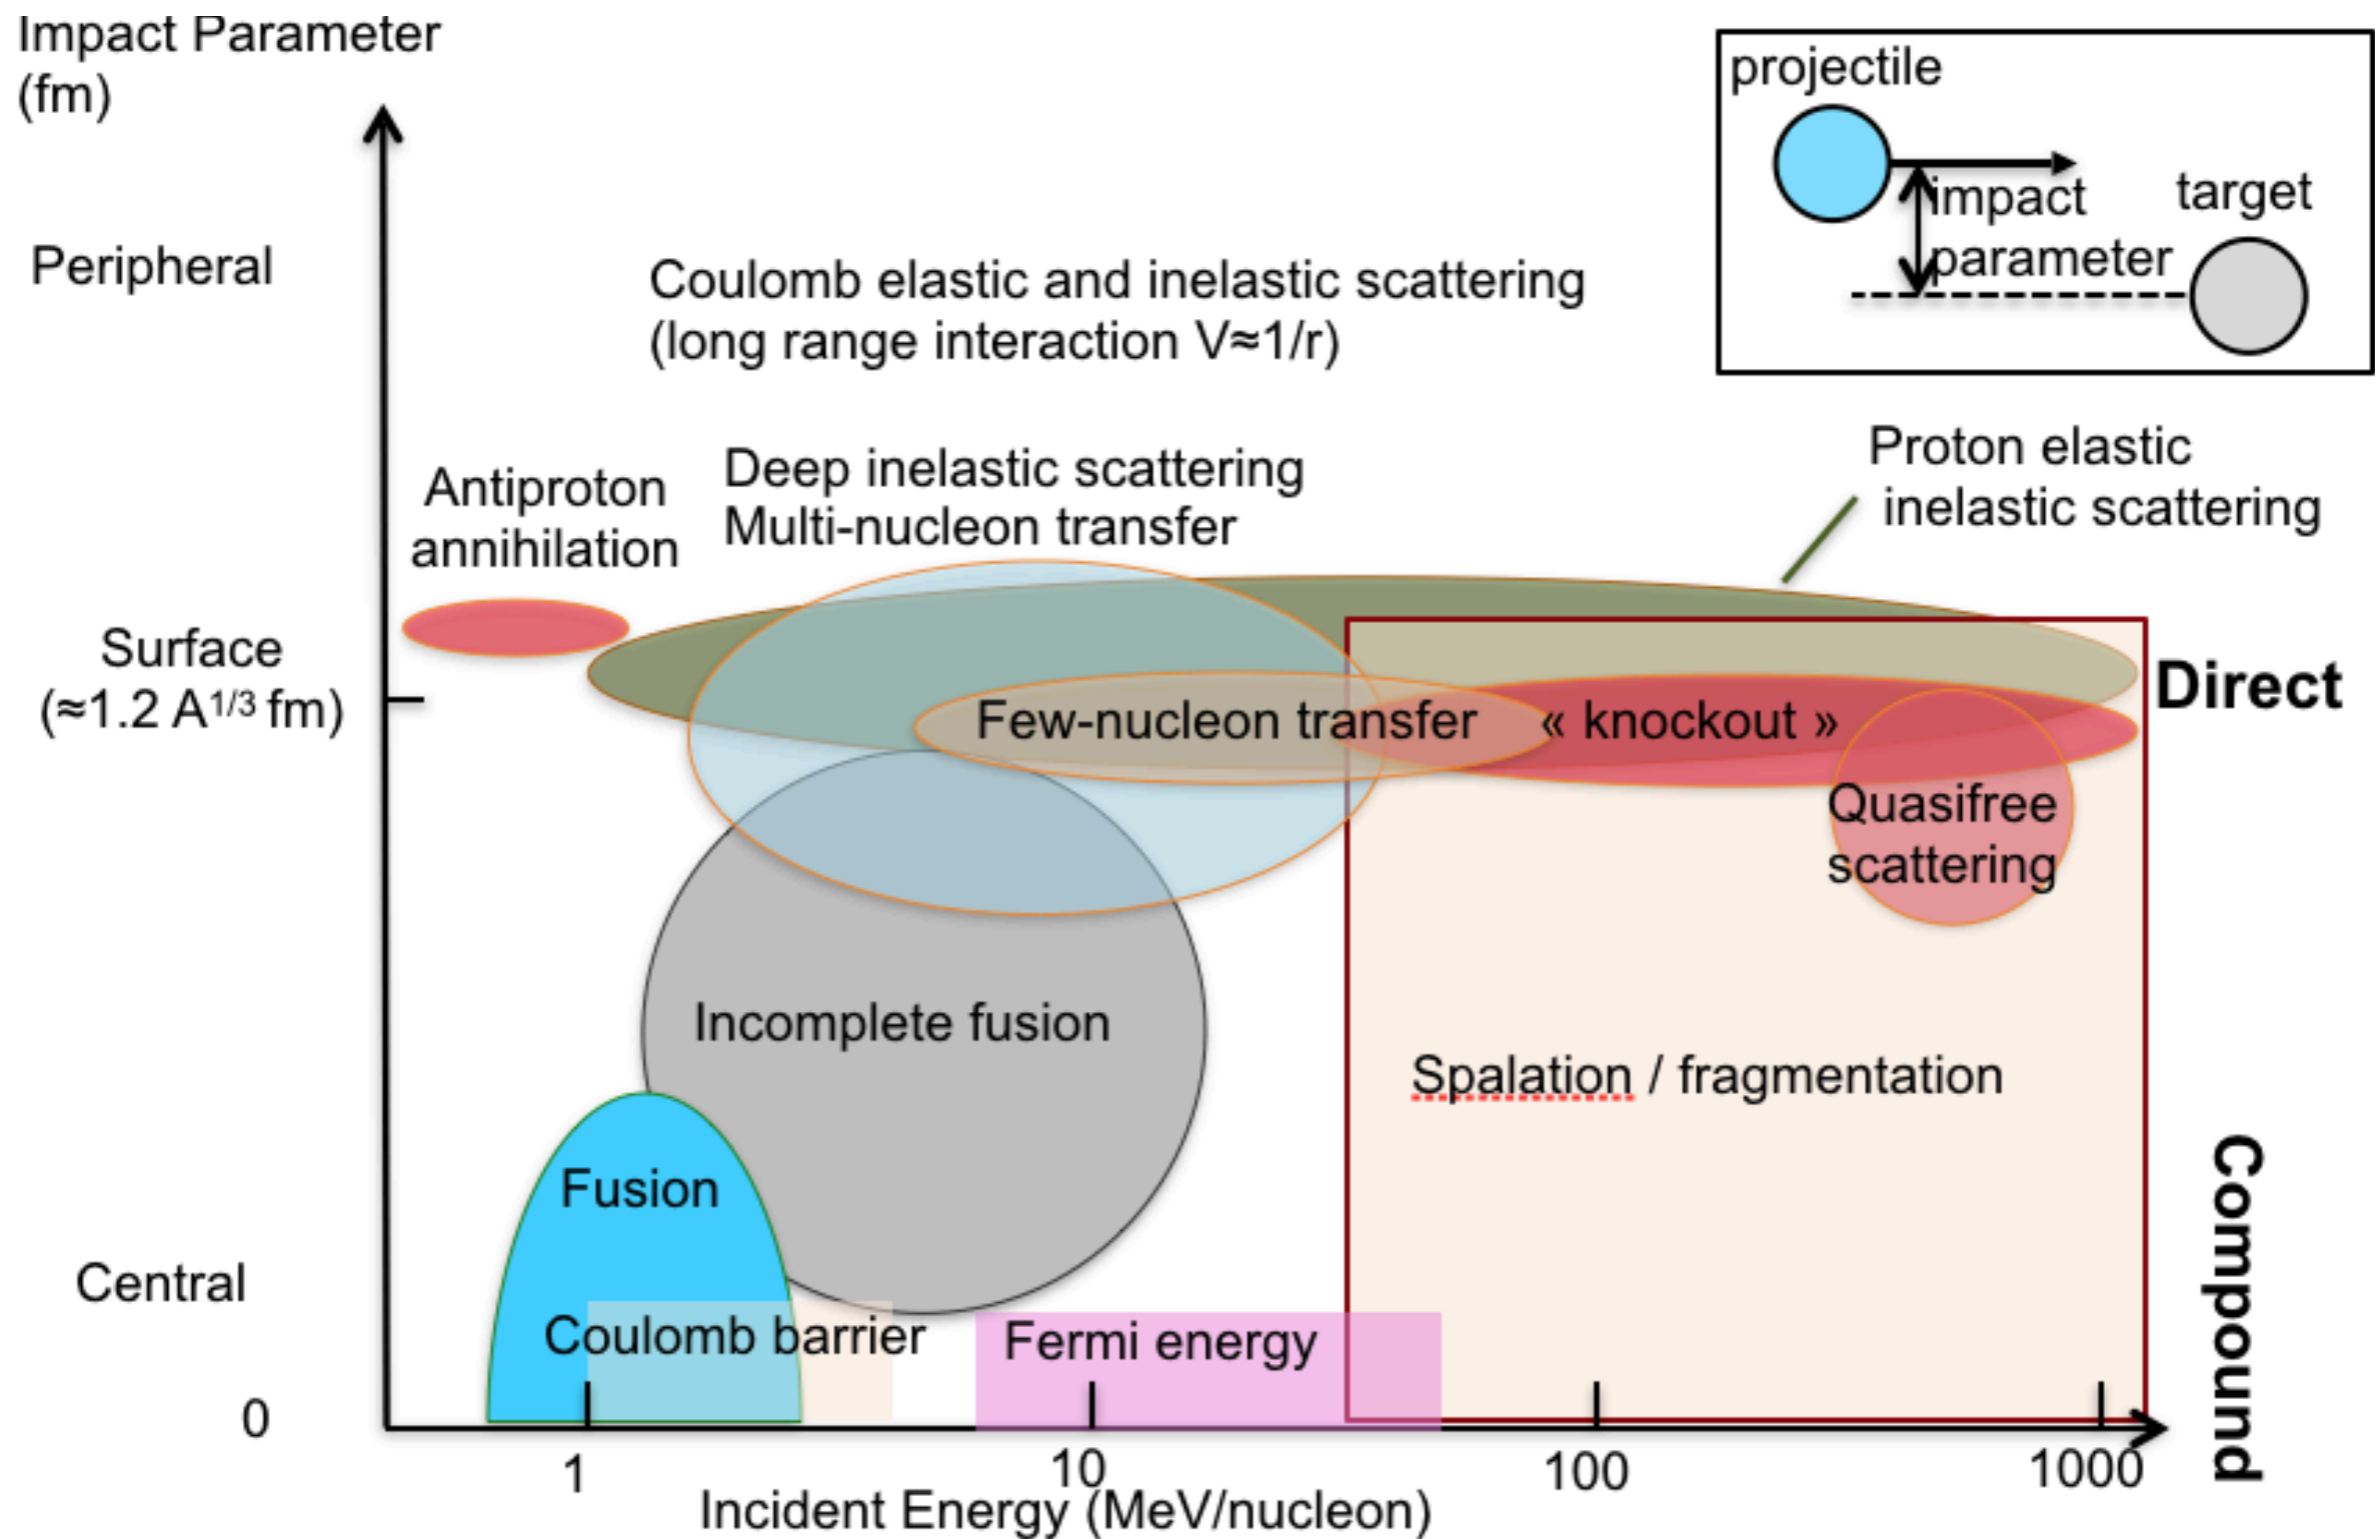 Impact Parameter
(fm)
projectile
impact
parameter
target
Peripheral
Coulomb elastic and inelastic scattering
(long range interaction V≈1/r)
Antiproton
annihilation
Deep inelastic scattering
Multi-nucleon transfer
Proton elastic
inelastic scattering
Surface
(≈1.2 A1/3 fm)
Few-nucleon transfer
« knockout »
Direct
Quasifree
scattering
Incomplete fusion
Spalation / fragmentation
Fusion
Central
Coulomb barrier
Fermi energy
Compound
0
1
10
100
1000
Incident Energy (MeV/nucleon)